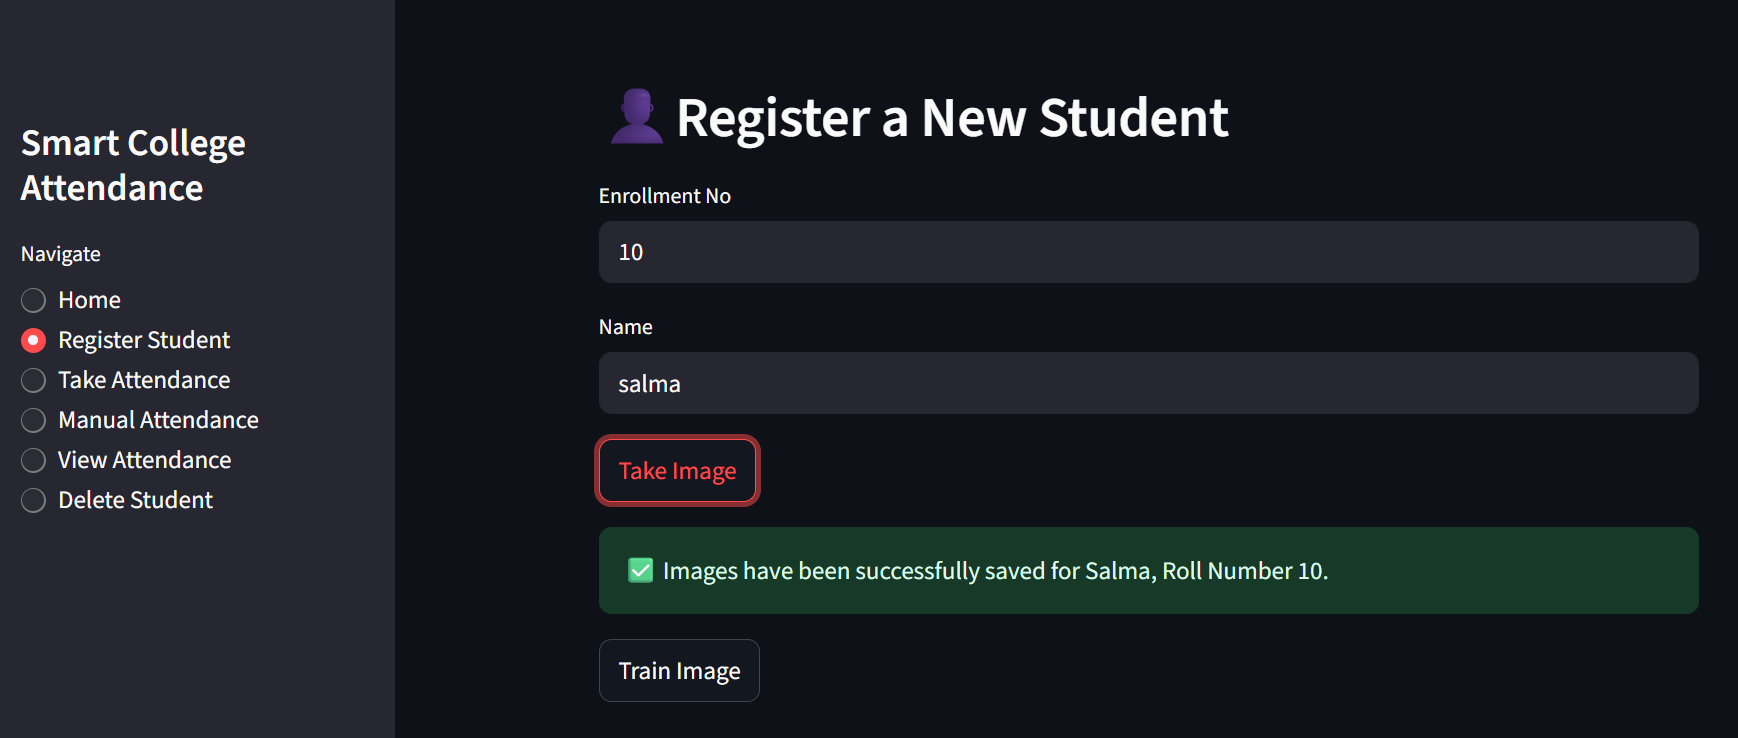 Smart College
Attendance
Navigate
Home
Register Student
Take Attendance
Manual Attendance
View Attendance
Delete Student
Register a New Student
Enrollment No
10
Name
salma
Take Image
Images have been successfully saved for Salma, Roll Number 10.
Train Image